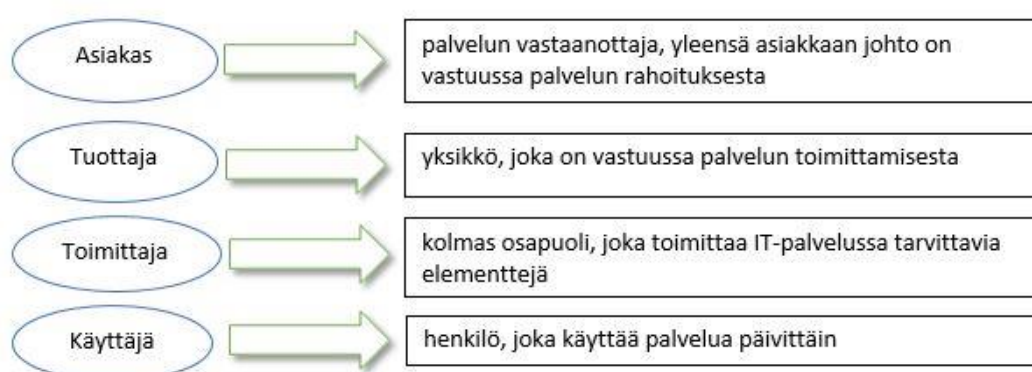 Asiakas
palvelun vastaanottaja, yleensä asiakkaan johto on
vastuussa palvelun rahoituksesta
Tuottaja
yksikkö, joka on vastuussa palvelun toimittamisesta
Toimittaja
kolmas osapuoli, joka toimittaa IT-palvelussa tarvittavia
elementtejä
Käyttäjä
henkilö, joka käyttää palvelua päivittäin